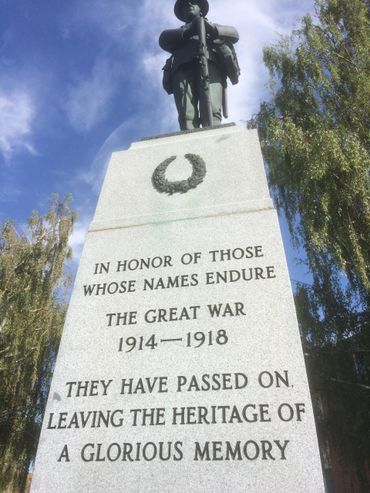 IN HONOR OF THOSE
WHOSE NAMES ENDURE
THE GREAT WAR
1914—1918
THEY HAVE PASSED ON,
LEAVING THE HERITAGE OF
A GLORIOUS MEMORY